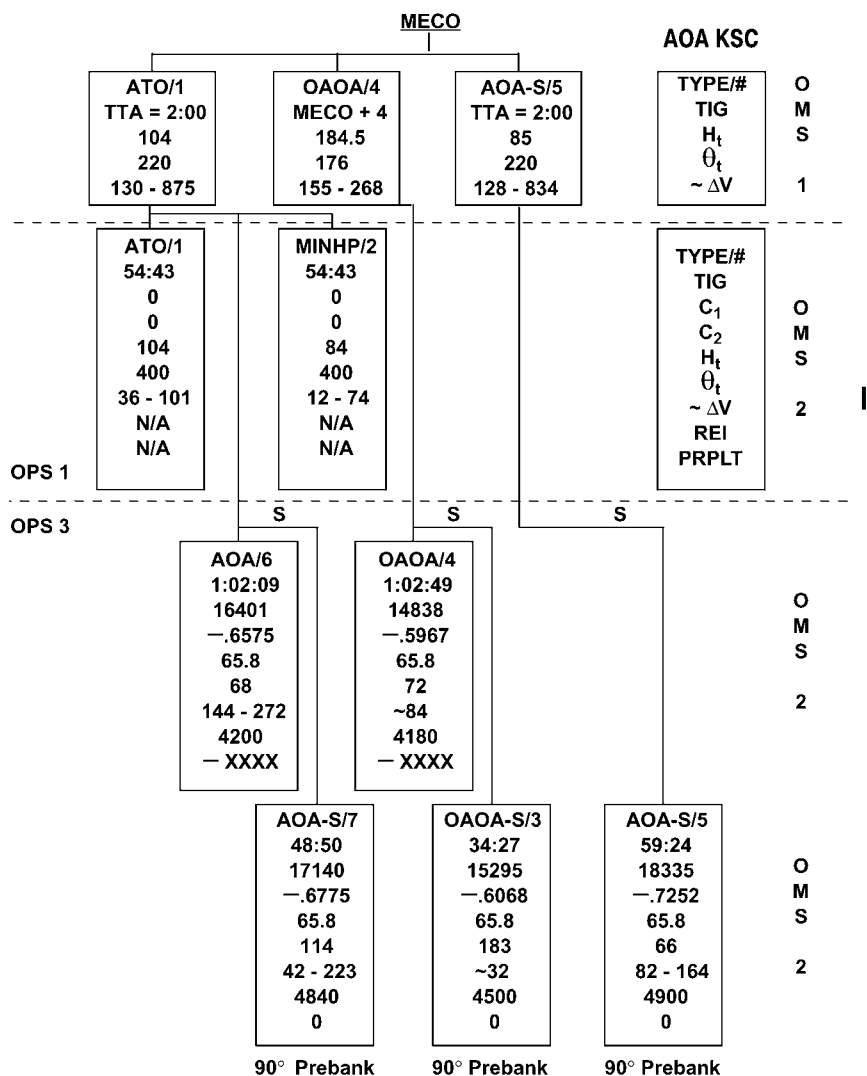 MECO
AOA KSC
ATO/1
TTA = 2:00
104
220
130 - 875
OAOA/4
MECO + 4
184.5
176
155 - 268
AOA-S/5
TTA = 2:00
85
220
128 - 834
TYPE/#
TIG
Ht
θt
~ ΔV
O
M
S
1
ATO/1
54:43
0
0
104
400
36 - 101
N/A
N/A
MINHP/2
54:43
0
0
84
400
12 - 74
N/A
N/A
TYPE/#
TIG
C1
C2
Ht
θt
~ ΔV
REI
PRPLT
O
M
S
2
OPS 1
OPS 3
S
S
S
AOA/6
1:02:09
16401
—.6575
65.8
68
144 - 272
4200
— XXXX
OAOA/4
1:02:49
14838
—.5967
65.8
72
~84
4180
— XXXX
O
M
S
2
AOA-S/7
48:50
17140
—.6775
65.8
114
42 - 223
4840
0
90° Prebank
OAOA-S/3
34:27
15295
—.6068
65.8
183
~32
4500
0
90° Prebank
AOA-S/5
59:24
18335
—.7252
65.8
66
82 - 164
4900
0
90° Prebank
O
M
S
2